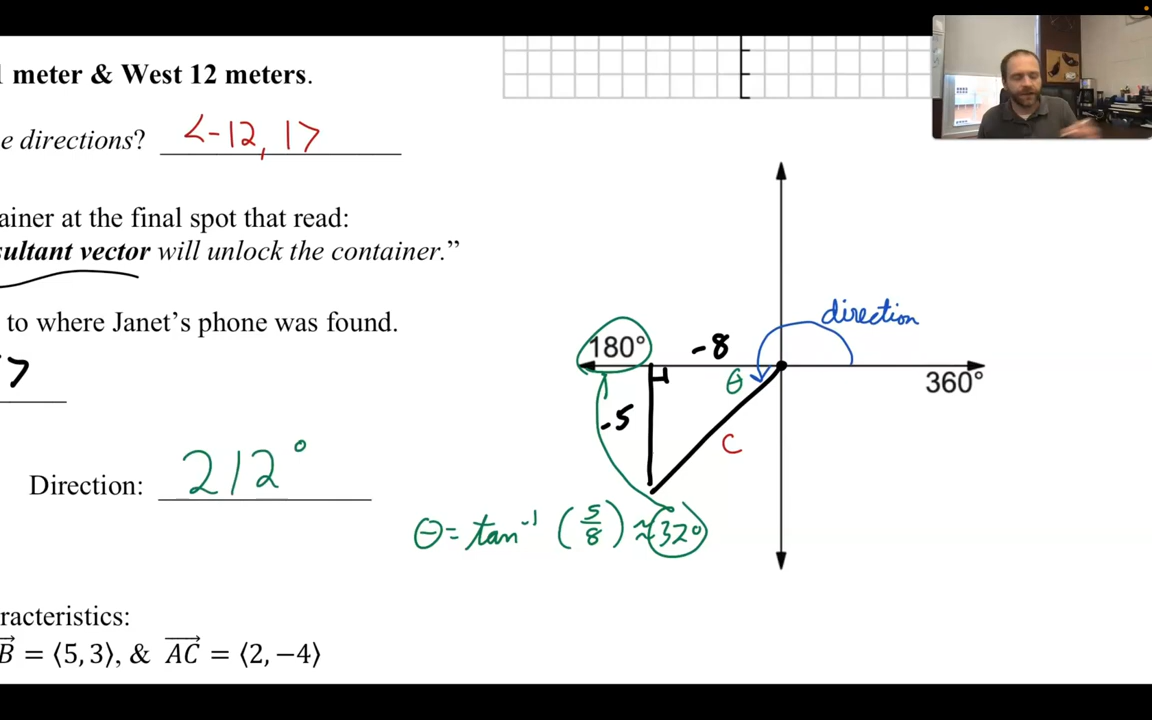 meter & West 12 meters.
e directions? <-12, 1>
ainer at the final spot that read:
sultant vector will unlock the container.”
to where Janet’s phone was found.
>
Direction: 212°
racteristics:
B = ⟨5, 3⟩, & AC = ⟨2, −4⟩
direction
180°
-8
θ
360°
-5
C
θ = tan⁻¹ (5/8) ≈ 32°